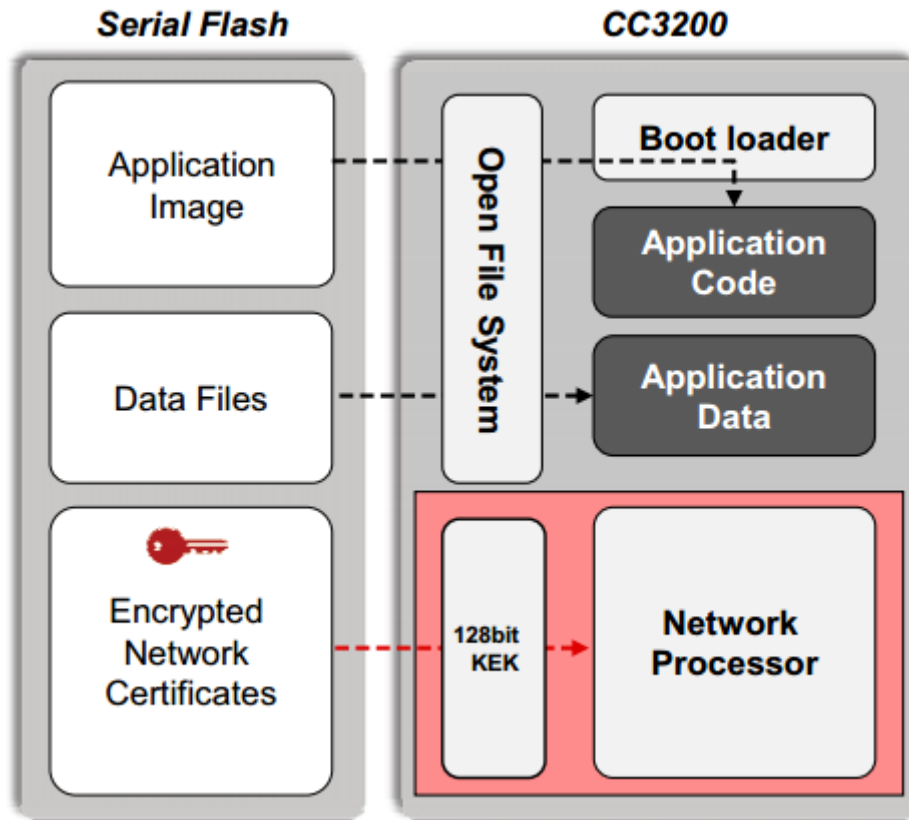 Serial Flash
CC3200
Application
Image
Data Files
Encrypted
Network
Certificates
Open File System
Boot loader
Application
Code
Application
Data
128bit
KEK
Network
Processor